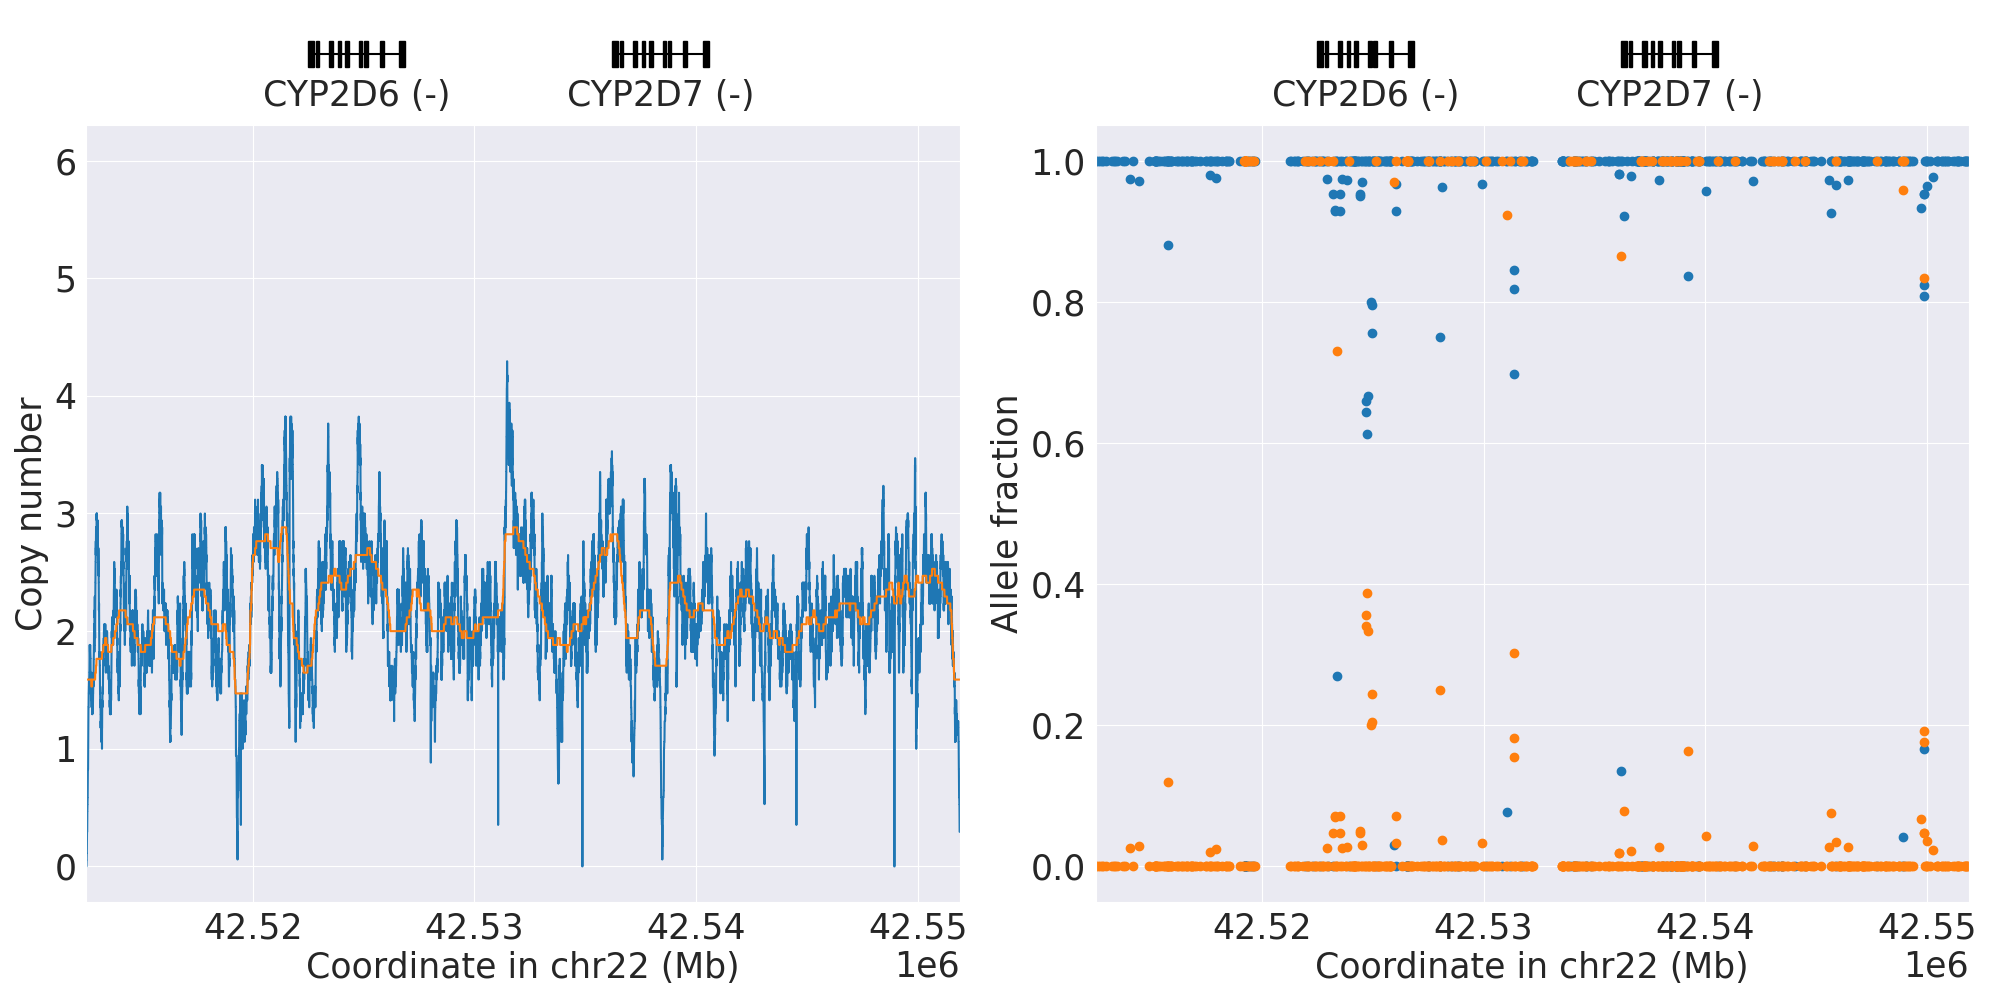 CYP2D6 (-)
CYP2D7 (-)
6
5
4
3
2
1
0
Copy number
42.52
42.53
42.54
42.55
Coordinate in chr22 (Mb)
1e6
CYP2D6 (-)
CYP2D7 (-)
1.0
0.8
0.6
0.4
0.2
0.0
Allele fraction
42.52
42.53
42.54
42.55
Coordinate in chr22 (Mb)
1e6